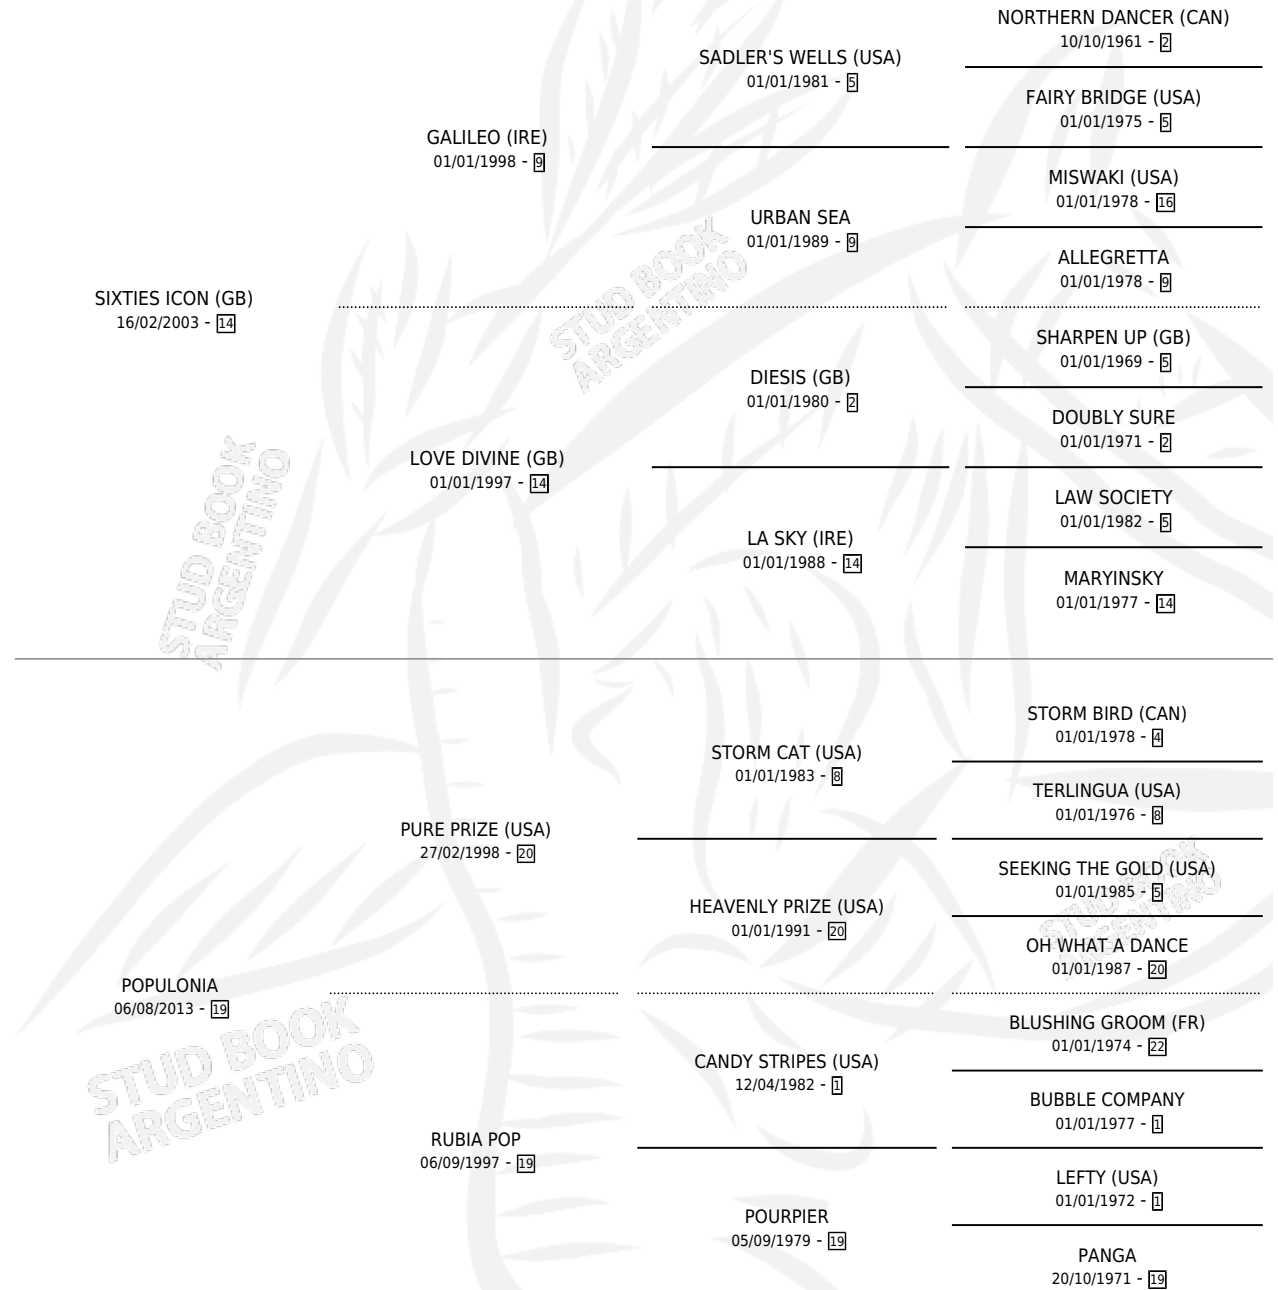 NORTHERN DANCER (CAN)
10/10/1961 - 2
SADLER'S WELLS (USA)
01/01/1981 - 5
FAIRY BRIDGE (USA)
01/01/1975 - 5
GALILEO (IRE)
01/01/1998 - 9
MISWAKI (USA)
01/01/1978 - 16
URBAN SEA
01/01/1989 - 9
ALLEGRETTA
01/01/1978 - 9
SIXTIES ICON (GB)
16/02/2003 - 14
SHARPEN UP (GB)
01/01/1969 - 5
DIESIS (GB)
01/01/1980 - 2
DOUBLY SURE
01/01/1971 - 2
LOVE DIVINE (GB)
01/01/1997 - 14
LAW SOCIETY
01/01/1982 - 5
LA SKY (IRE)
01/01/1988 - 14
MARYINSKY
01/01/1977 - 14
STORM BIRD (CAN)
01/01/1978 - 4
STORM CAT (USA)
01/01/1983 - 8
TERLINGUA (USA)
01/01/1976 - 8
PURE PRIZE (USA)
27/02/1998 - 20
SEEKING THE GOLD (USA)
01/01/1985 - 5
HEAVENLY PRIZE (USA)
01/01/1991 - 20
OH WHAT A DANCE
01/01/1987 - 20
POPULONIA
06/08/2013 - 19
BLUSHING GROOM (FR)
01/01/1974 - 22
CANDY STRIPES (USA)
12/04/1982 - 1
BUBBLE COMPANY
01/01/1977 - 1
RUBIA POP
06/09/1997 - 19
LEFTY (USA)
01/01/1972 - 1
POURPIER
05/09/1979 - 19
PANGA
20/10/1971 - 19
STUD BOOK
ARGENTINO
STUD BOOK
ARGENTINO
STUD BOOK
ARGENTINO
STUD BOOK
ARGENTINO